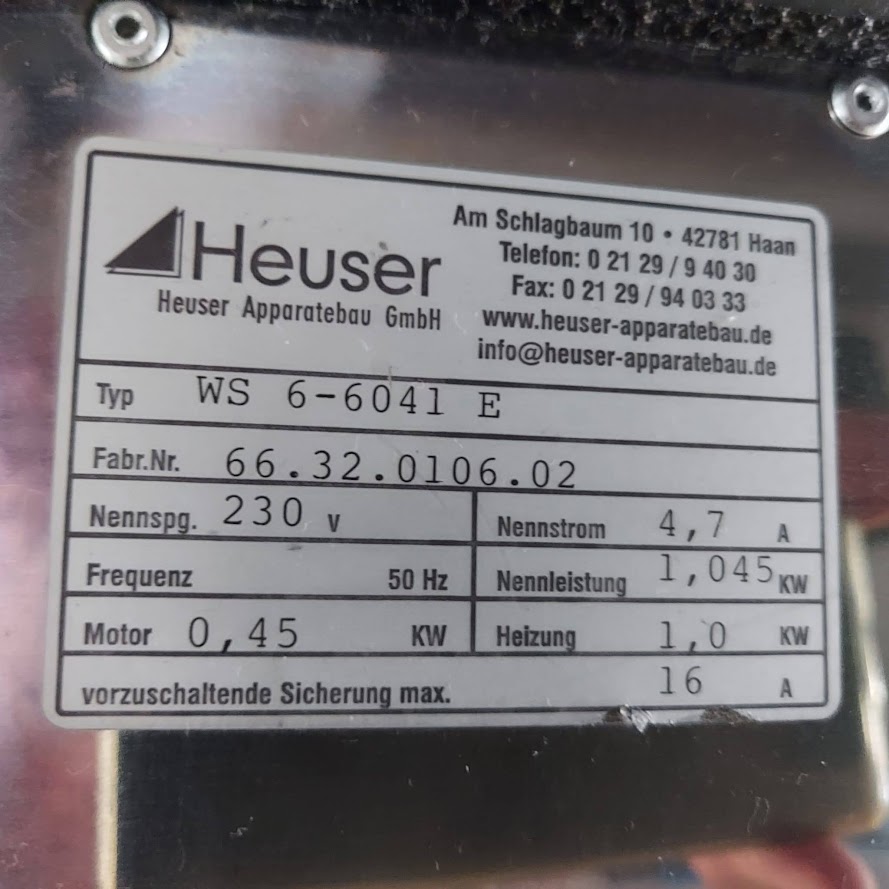 Heuser
Heuser Apparatebau GmbH
Am Schlagbaum 10 • 42781 Haan
Telefon: 0 21 29 / 9 40 30
Fax: 0 21 29 / 94 03 33
www.heuser-apparatebau.de
info@heuser-apparatebau.de
Typ WS 6-6041 E
Fabr.Nr. 66.32.0106.02
Nennspg. 230 V Nennstrom 4,7 A
Frequenz 50 Hz Nennleistung 1,045 KW
Motor 0,45 KW Heizung 1,0 KW
vorzuschaltende Sicherung max. 16 A